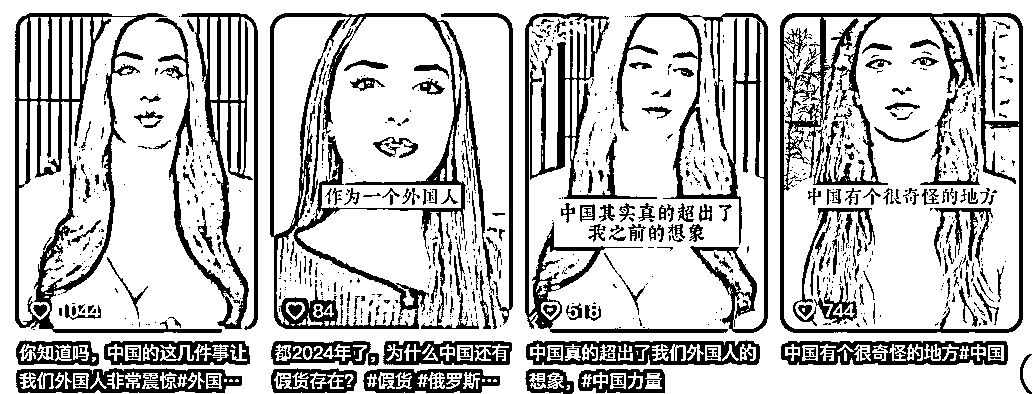 作为一个外国人
中国其实真的超出了
我之前的想象
中国有个很奇怪的地方
1044
84
518
744
你知道吗，中国的这几件事让
我们外国人非常震惊#外国…
都2024年了，为什么中国还有
假货存在？ #假货 #俄罗斯…
中国真的超出了我们外国人的
想象，#中国力量
中国有个很奇怪的地方#中国